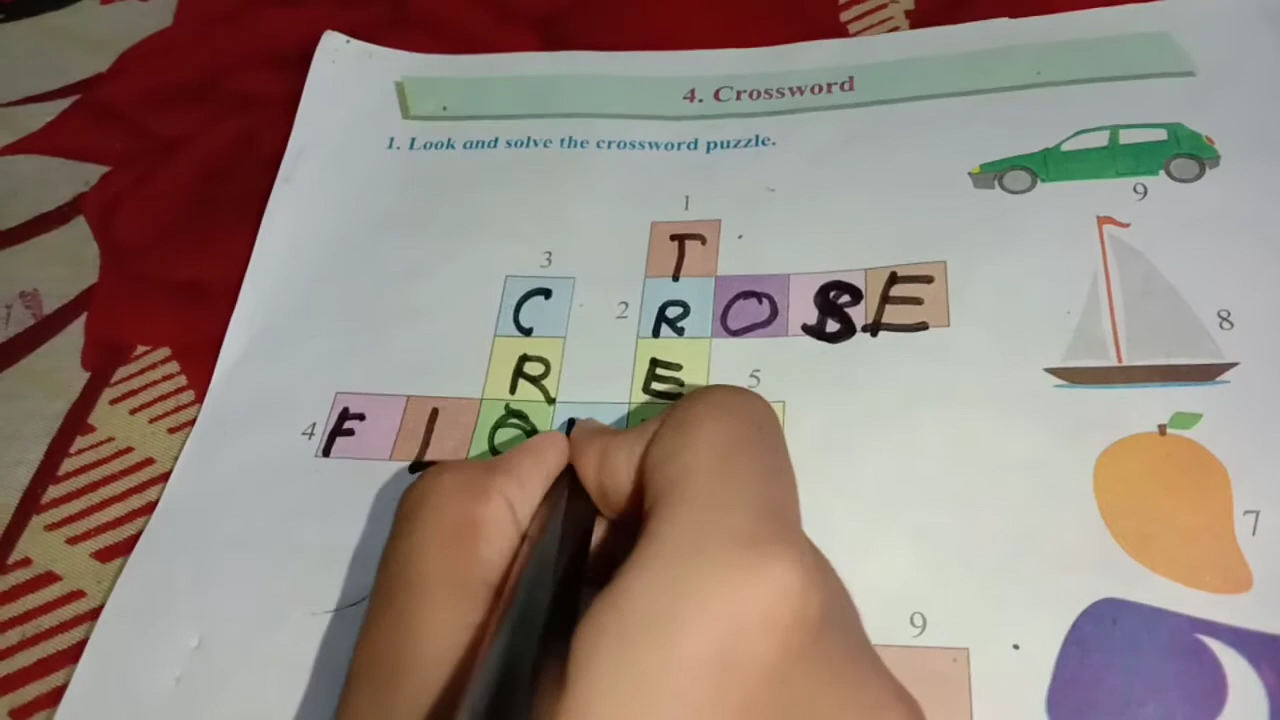 4. Crossword
1. Look and solve the crossword puzzle.
9
1
T
3
C
2
R O S E
8
R
E
5
4
F L O
7
9